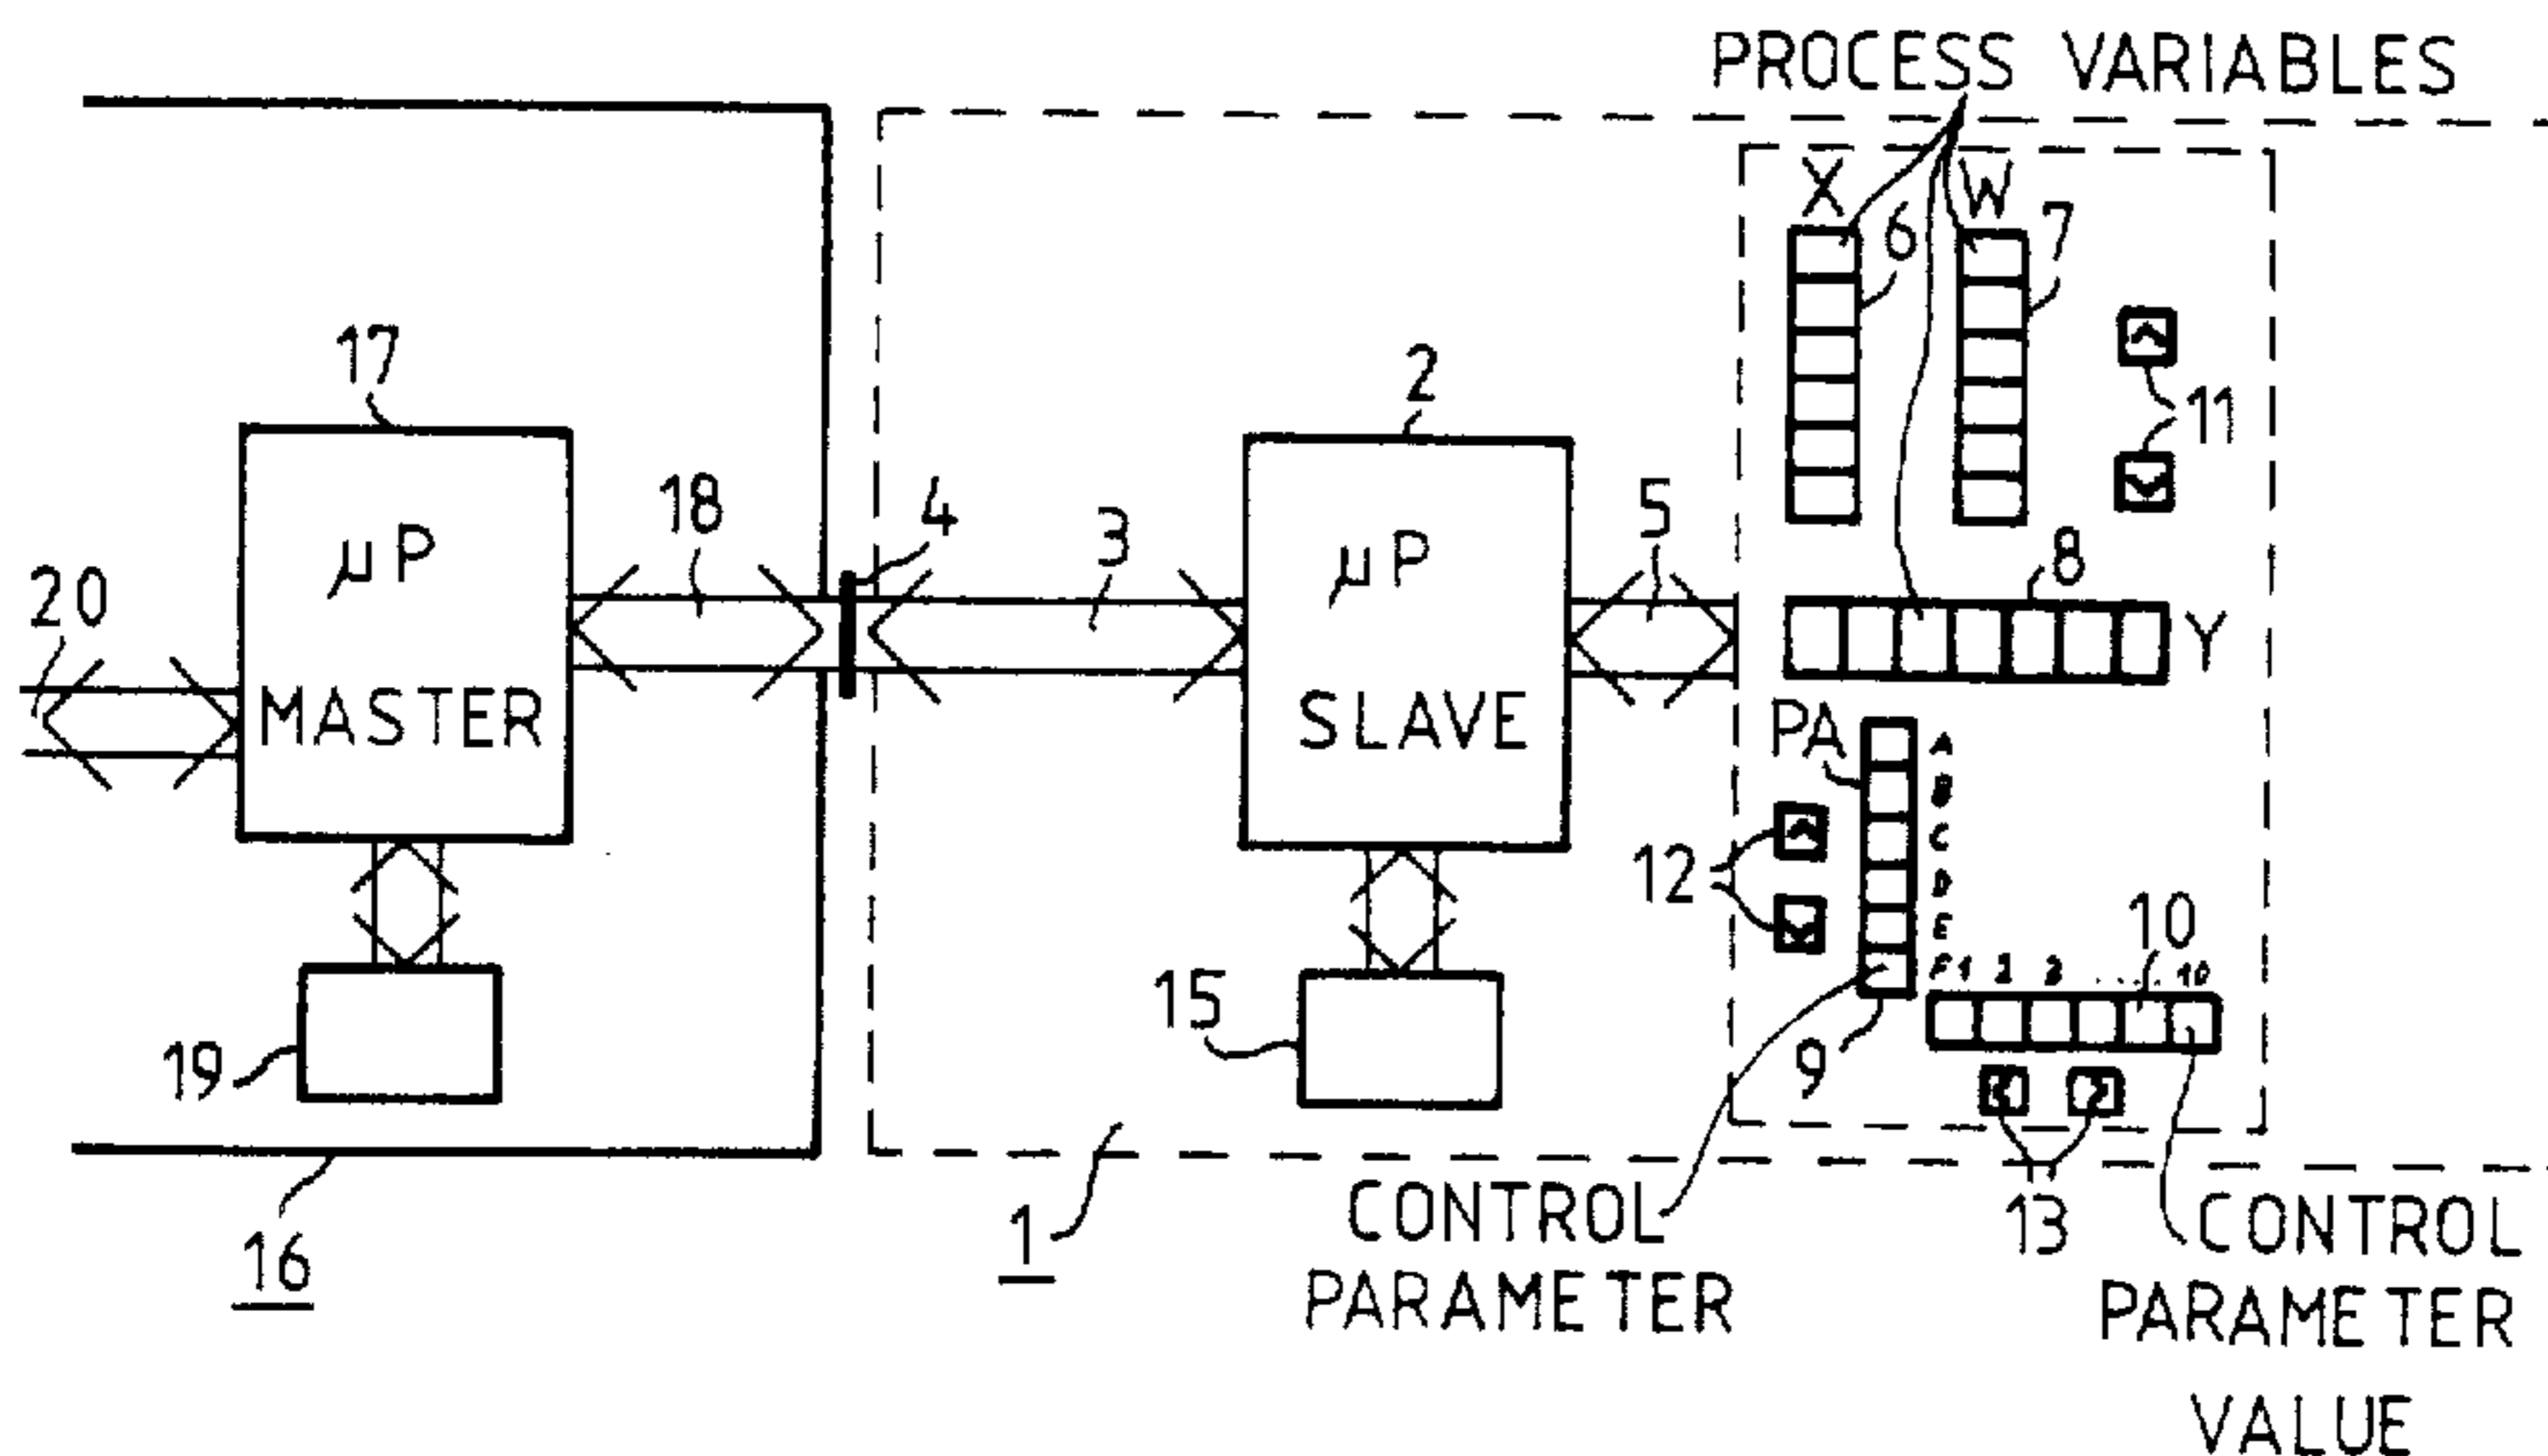 PROCESS VARIABLES
X
W
6
7
17
2
11
18
4
3
5
8
20
µP
µP
Y
MASTER
SLAVE
PA
A
B
C
12
D
10
E
F 1 2 3 ..... 10
15
19
9
13
CONTROL
PARAMETER
1
16
CONTROL
PARAMETER
VALUE